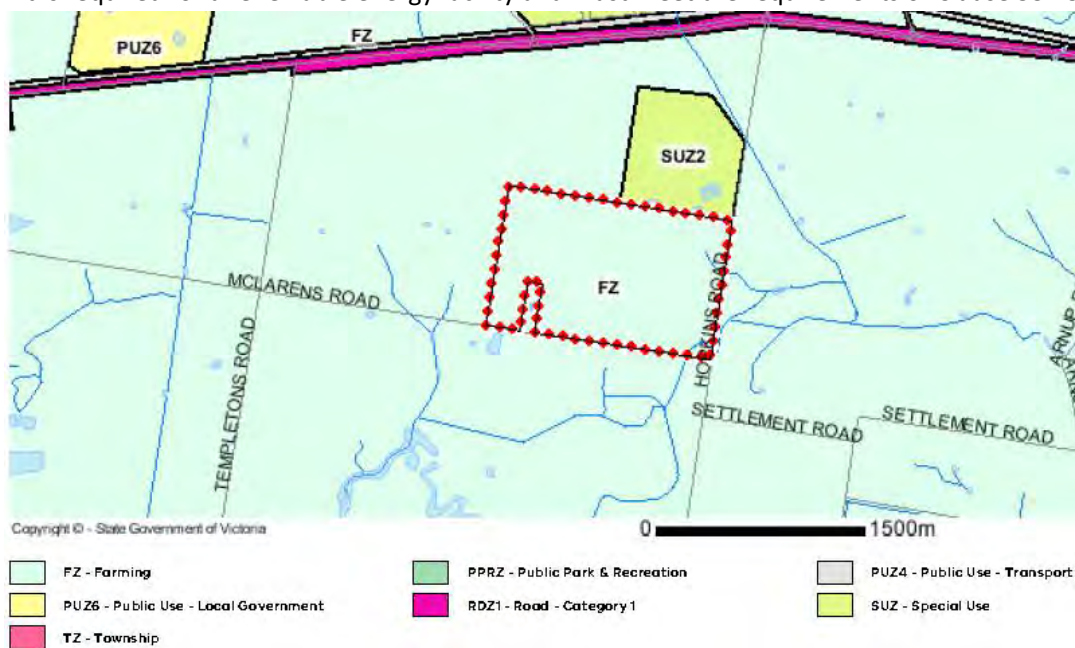 PUZ6
FZ
SUZ2
FZ
MCLARENS ROAD
TEMPLETONS ROAD
HOPKINS ROAD
SETTLEMENT ROAD
SETTLEMENT ROAD
Copyright © - State Government of Victoria
0 1500m
FZ - Farming
PPRZ - Public Park & Recreation
PUZ4 - Public Use - Transport
PUZ6 - Public Use - Local Government
RDZ1 - Road - Category 1
SUZ - Special Use
TZ - Township